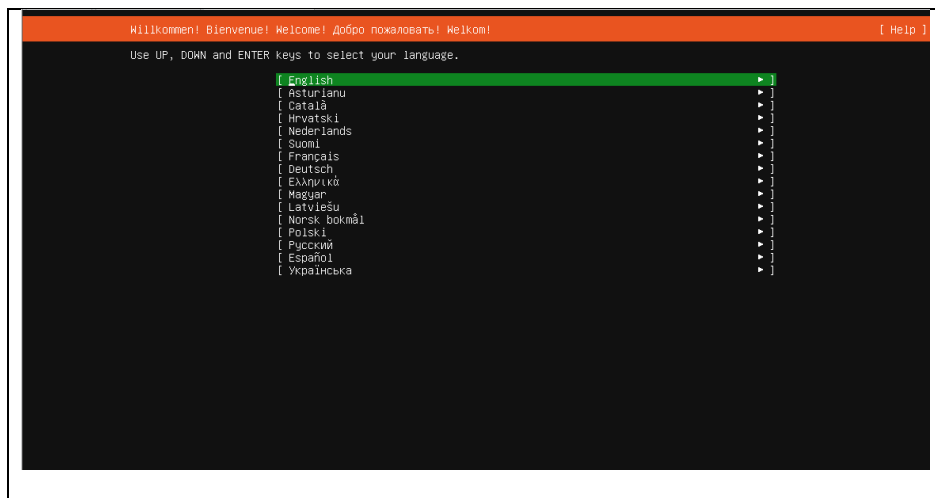 Willkommen! Bienvenue! Welcome! Добро пожаловать! Welkom! [ Help ]
Use UP, DOWN and ENTER keys to select your language.
[ English ► ]
[ Asturianu ► ]
[ Català ► ]
[ Hrvatski ► ]
[ Nederlands ► ]
[ Suomi ► ]
[ Français ► ]
[ Deutsch ► ]
[ Ελληνικά ► ]
[ Magyar ► ]
[ Latviešu ► ]
[ Norsk bokmål ► ]
[ Polski ► ]
[ Русский ► ]
[ Español ► ]
[ Українська ► ]